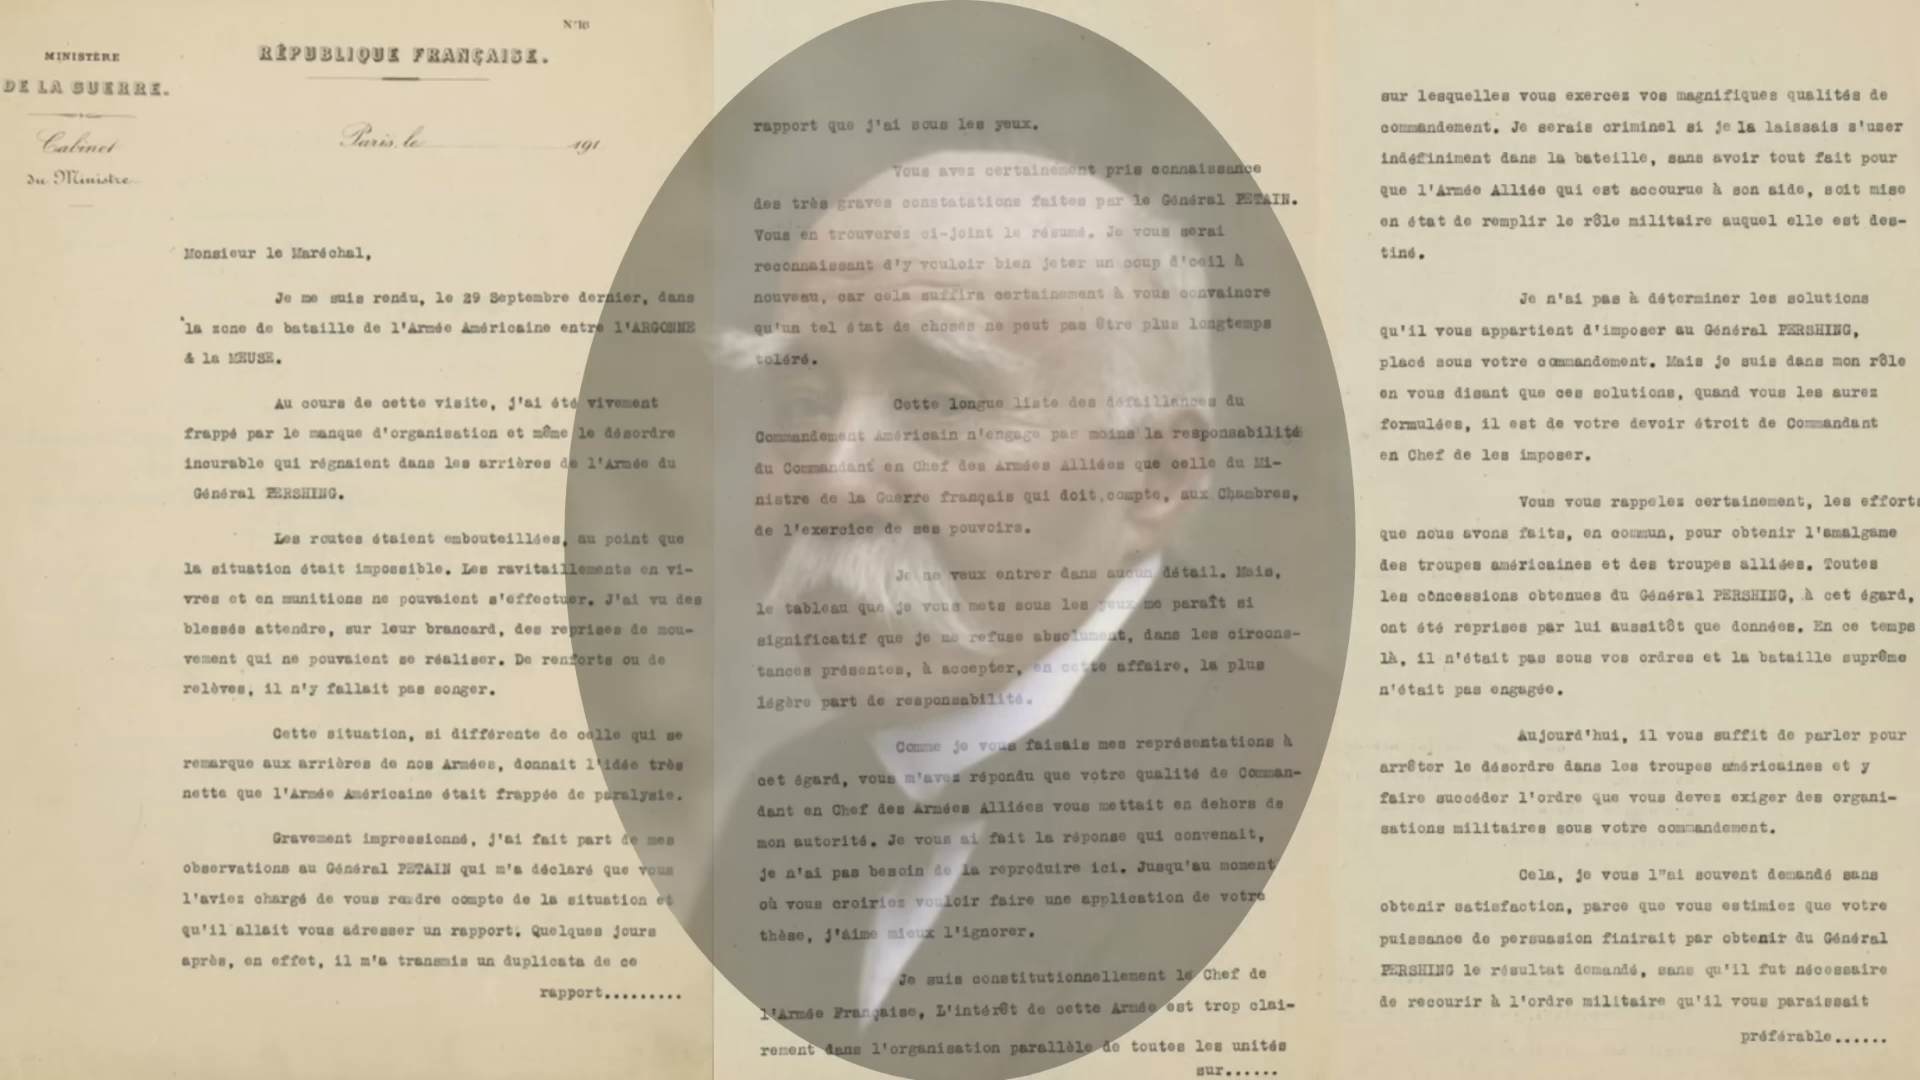 N°16
MINISTÈRE
DE LA GUERRE.
Cabinet
du Ministre
RÉPUBLIQUE FRANÇAISE.
Paris, le 191
Monsieur le Maréchal,
Je me suis rendu, le 29 Septembre dernier, dans
la zone de bataille de l'Armée Américaine entre l'ARGONNE
& la MEUSE.
Au cours de cette visite, j'ai été vivement
frappé par le manque d'organisation et même le désordre
incurable qui régnaient dans les arrières de l'Armée du
Général PERSHING.
Les routes étaient embouteillées, au point que
la situation était impossible. Les ravitaillements en vi-
vres et en munitions ne pouvaient s'effectuer. J'ai vu des
blessés attendre, sur leur brancard, des reprises de mou-
vement qui ne pouvaient se réaliser. De renforts ou de
relèves, il n'y fallait pas songer.
Cette situation, si différente de celle qui se
remarque aux arrières de nos Armées, donnait l'idée très
nette que l'Armée Américaine était frappée de paralysie.
Gravement impressionné, j'ai fait part de mes
observations au Général PETAIN qui m'a déclaré que vous
l'aviez chargé de vous rendre compte de la situation et
qu'il allait vous adresser un rapport. Quelques jours
après, en effet, il m'a transmis un duplicata de ce
rapport.........
rapport que j'ai sous les yeux.
Vous avez certainement pris connaissance
des très graves constatations faites par le Général PETAIN.
Vous en trouverez ci-joint le résumé. Je vous serai
reconnaissant d'y vouloir bien jeter un coup d'oeil à
nouveau, car cela suffira certainement à vous convaincre
qu'un tel état de choses ne peut pas être plus longtemps
toléré.
Cette longue liste des défaillances du
Commandement Américain n'engage pas moins la responsabilité
du Commandant en Chef des Armées Alliées que celle du Mi-
nistre de la Guerre français qui doit compte, aux Chambres,
de l'exercice de ses pouvoirs.
Je ne veux entrer dans aucun détail. Mais,
le tableau que je vous mets sous les yeux me paraît si
significatif que je me refuse absolument, dans les circons-
tances présentes, à accepter, en cette affaire, la plus
légère part de responsabilité.
Comme je vous faisais mes représentations à
cet égard, vous m'avez répondu que votre qualité de Comman-
dant en Chef des Armées Alliées vous mettait en dehors de
mon autorité. Je vous ai fait la réponse qui convenait,
je n'ai pas besoin de la reproduire ici. Jusqu'au moment
où vous croiriez vouloir faire une application de votre
thèse, j'aime mieux l'ignorer.
Je suis constitutionnellement le Chef de
l'Armée Française, L'intérêt de cette Armée est trop clai-
rement dans l'organisation parallèle de toutes les unités
sur......
sur lesquelles vous exercez vos magnifiques qualités de
commandement. Je serais criminel si je la laissais s'user
indéfiniment dans la bateille, sans avoir tout fait pour
que l'Armée Alliée qui est accourue à son aide, soit mise
en état de remplir le rôle militaire auquel elle est des-
tiné.
Je n'ai pas à déterminer les solutions
qu'il vous appartient d'imposer au Général PERSHING,
placé sous votre commandement. Mais je suis dans mon rôle
en vous disant que ces solutions, quand vous les aurez
formulées, il est de votre devoir étroit de Commandant
en Chef de les imposer.
Vous vous rappelez certainement, les efforts
que nous avons faits, en commun, pour obtenir l'amalgame
des troupes américaines et des troupes alliées. Toutes
les concessions obtenues du Général PERSHING, à cet égard,
ont été reprises par lui aussitôt que données. En ce temps
là, il n'était pas sous vos ordres et la bataille suprême
n'était pas engagée.
Aujourd'hui, il vous suffit de parler pour
arrêter le désordre dans les troupes américaines et y
faire succéder l'ordre que vous devez exiger des organi-
sations militaires sous votre commandement.
Cela, je vous l"ai souvent demandé sans
obtenir satisfaction, parce que vous estimiez que votre
puissance de persuasion finirait par obtenir du Général
PERSHING le résultat demandé, sans qu'il fut nécessaire
de recourir à l'ordre militaire qu'il vous paraissait
préférable......